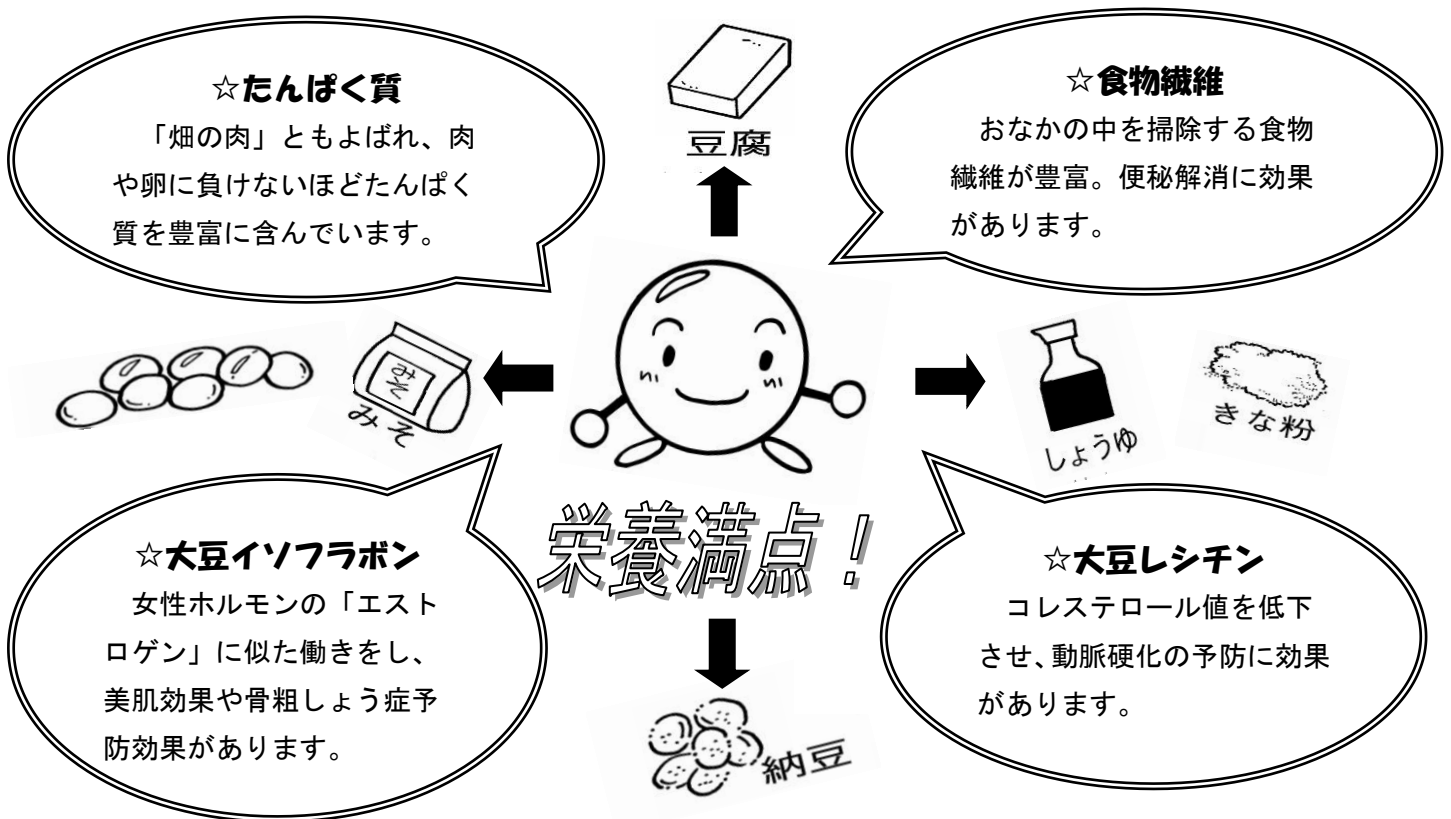 ☆たんぱく質
「畑の肉」ともよばれ、肉
や卵に負けないほどたんぱく
質を豊富に含んでいます。
豆腐
☆食物繊維
おなかの中を掃除する食物
繊維が豊富。便秘解消に効果
があります。
みそ
みそ
しょうゆ
きな粉
☆大豆イソフラボン
女性ホルモンの「エスト
ロゲン」に似た働きをし、
美肌効果や骨粗しょう症予
防効果があります。
栄養満点！
☆大豆レシチン
コレステロール値を低下
させ、動脈硬化の予防に効果
があります。
納豆